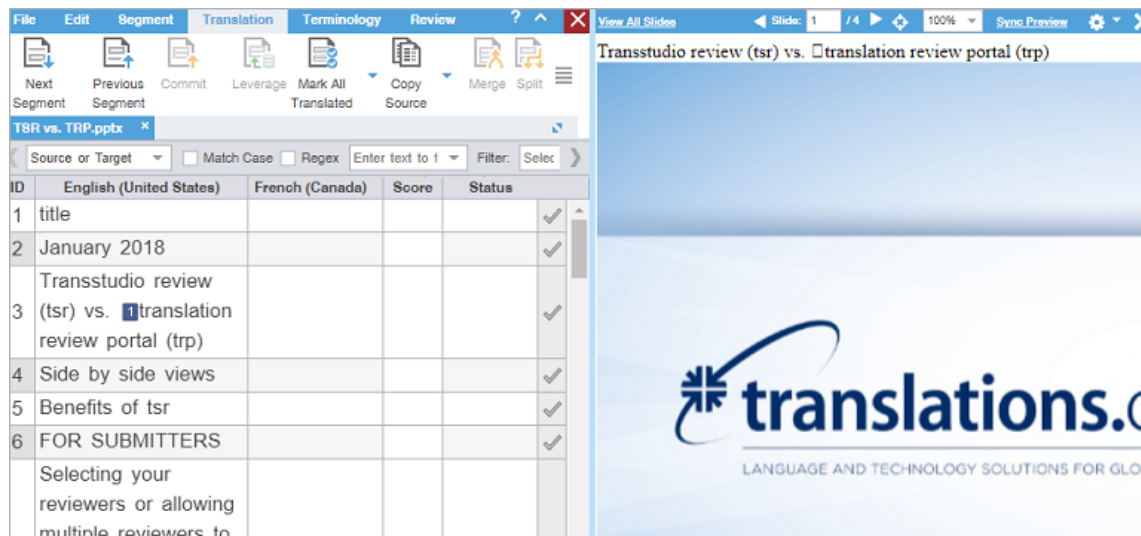 File Edit Segment Translation Terminology Review ?
Next Segment
Previous Segment
Commit
Leverage
Mark All Translated
Copy Source
Merge
Split
TSR vs. TRP.pptx ×
Source or Target Match Case Regex Enter text to f Filter: Selec
ID English (United States) French (Canada) Score Status
1 title
2 January 2018
3 Transstudio review
(tsr) vs. 1translation
review portal (trp)
4 Side by side views
5 Benefits of tsr
6 FOR SUBMITTERS
Selecting your
reviewers or allowing
multiple reviewers to
View All Slides Slide: 1 / 4 100% Sync Preview
Transstudio review (tsr) vs. translation review portal (trp)
translations.c
LANGUAGE AND TECHNOLOGY SOLUTIONS FOR GLO